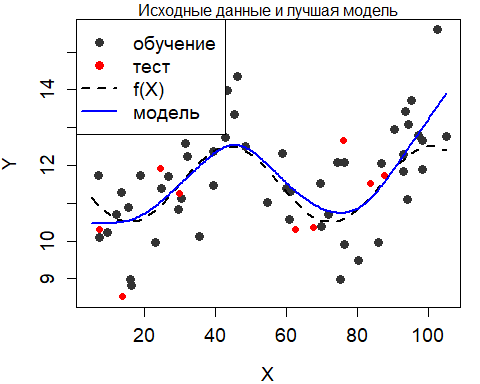 Исходные данные и лучшая модель
обучение
тест
f(X)
модель
14
12
10
9
Y
20
40
60
80
100
X